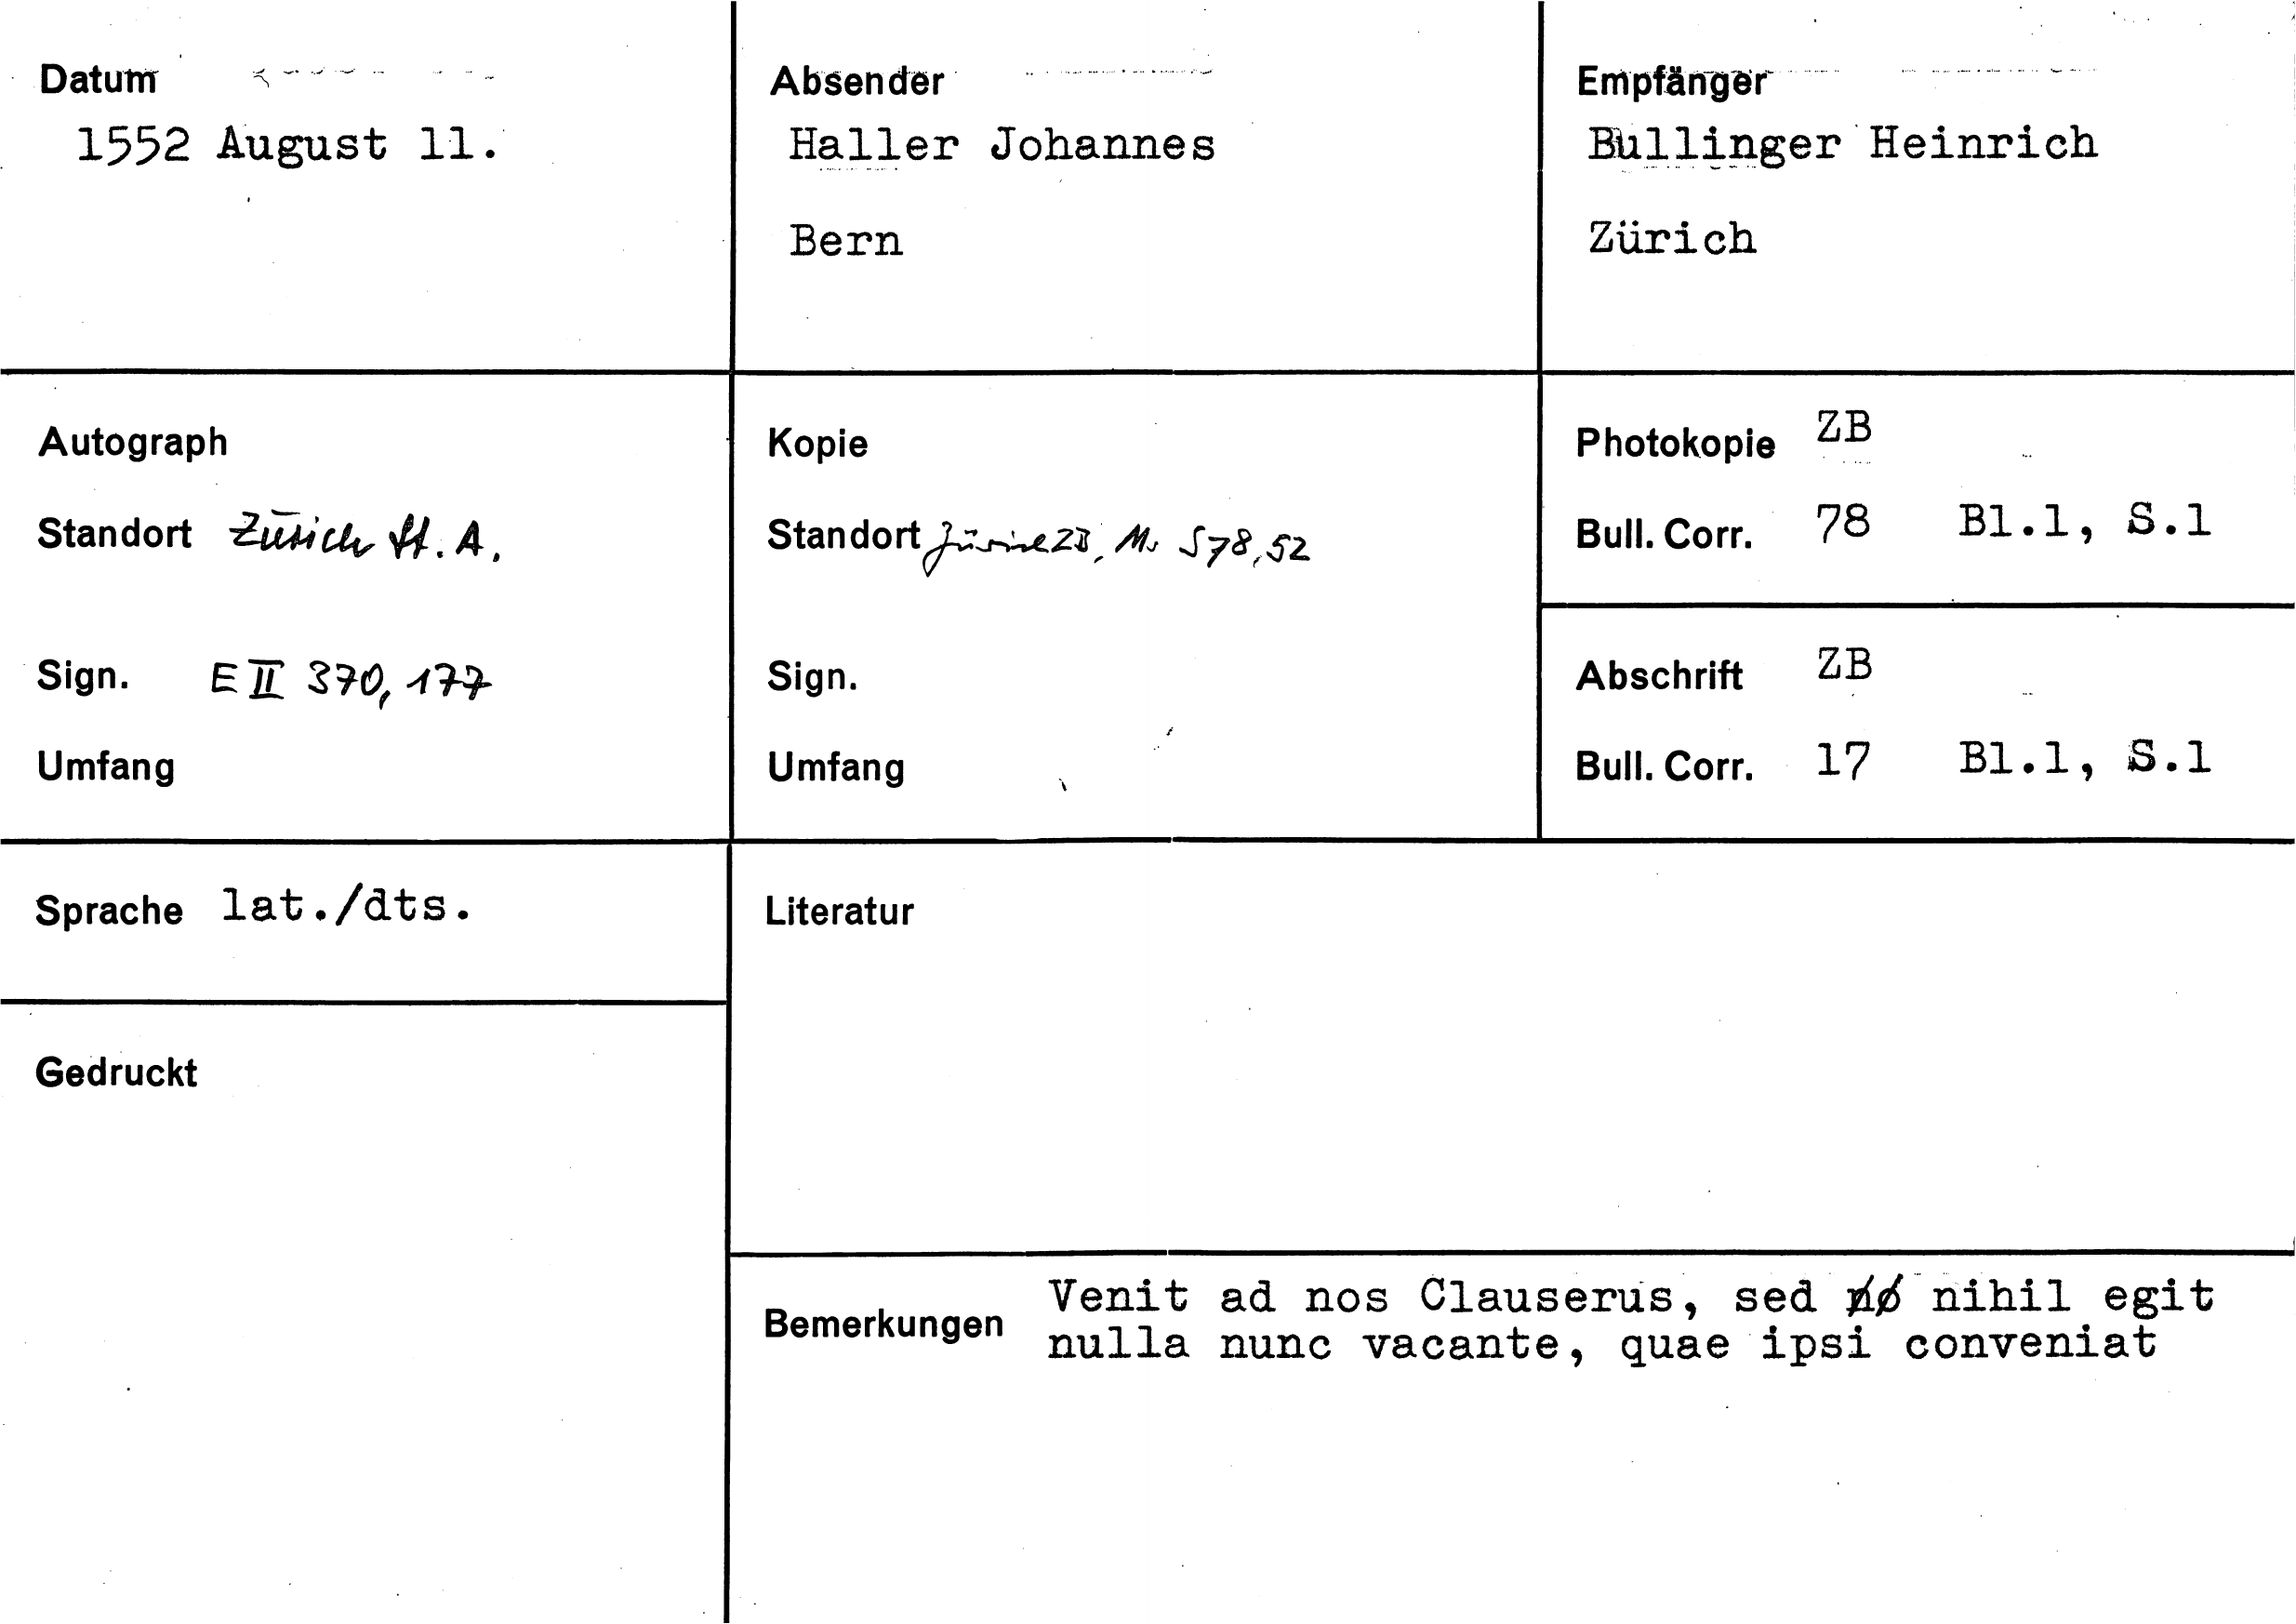 Datum
1552 August 11.
Absender
Haller Johannes
Bern
Empfänger
Bullinger Heinrich
Zürich
Autograph
Standort Zürich St. A.
Sign. E II 370, 177
Umfang
Kopie
Standort Zürich ZB, Ms S 78, 52
Sign.
Umfang
Photokopie ZB
Bull. Corr. 78 Bl.1, S.1
Abschrift ZB
Bull. Corr. 17 Bl.1, S.1
Sprache lat./dts.
Gedruckt
Literatur
Bemerkungen
Venit ad nos Clauserus, sed nihil egit
nulla nunc vacante, quae ipsi conveniat